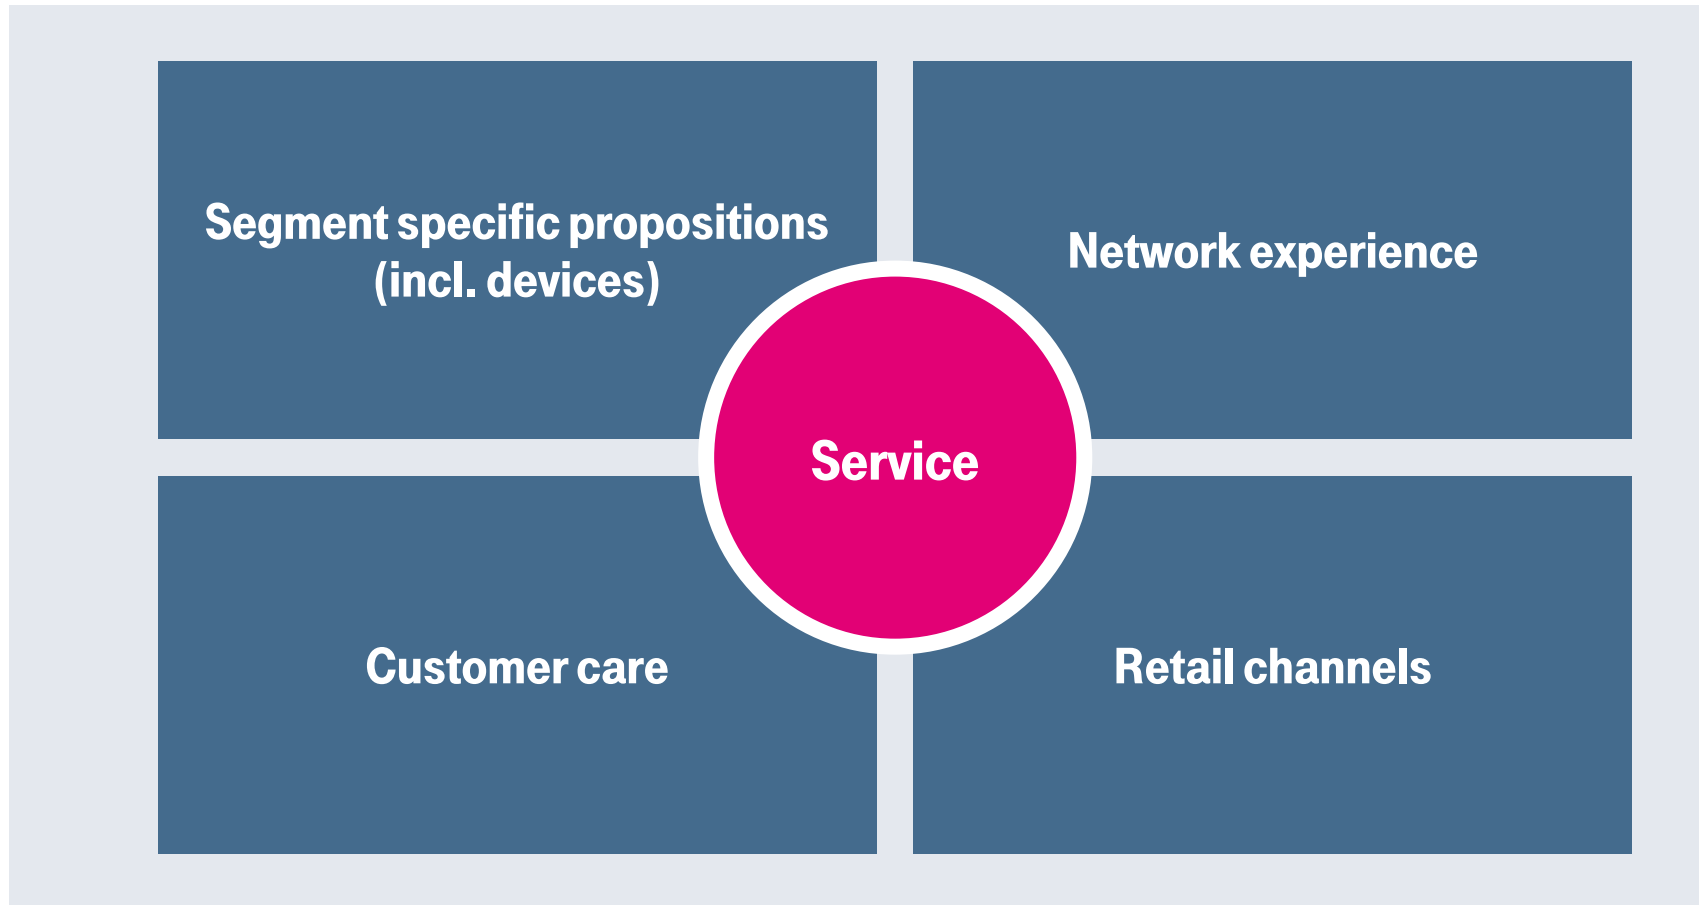 Segment specific propositions
(incl. devices)
Network experience
Service
Customer care
Retail channels